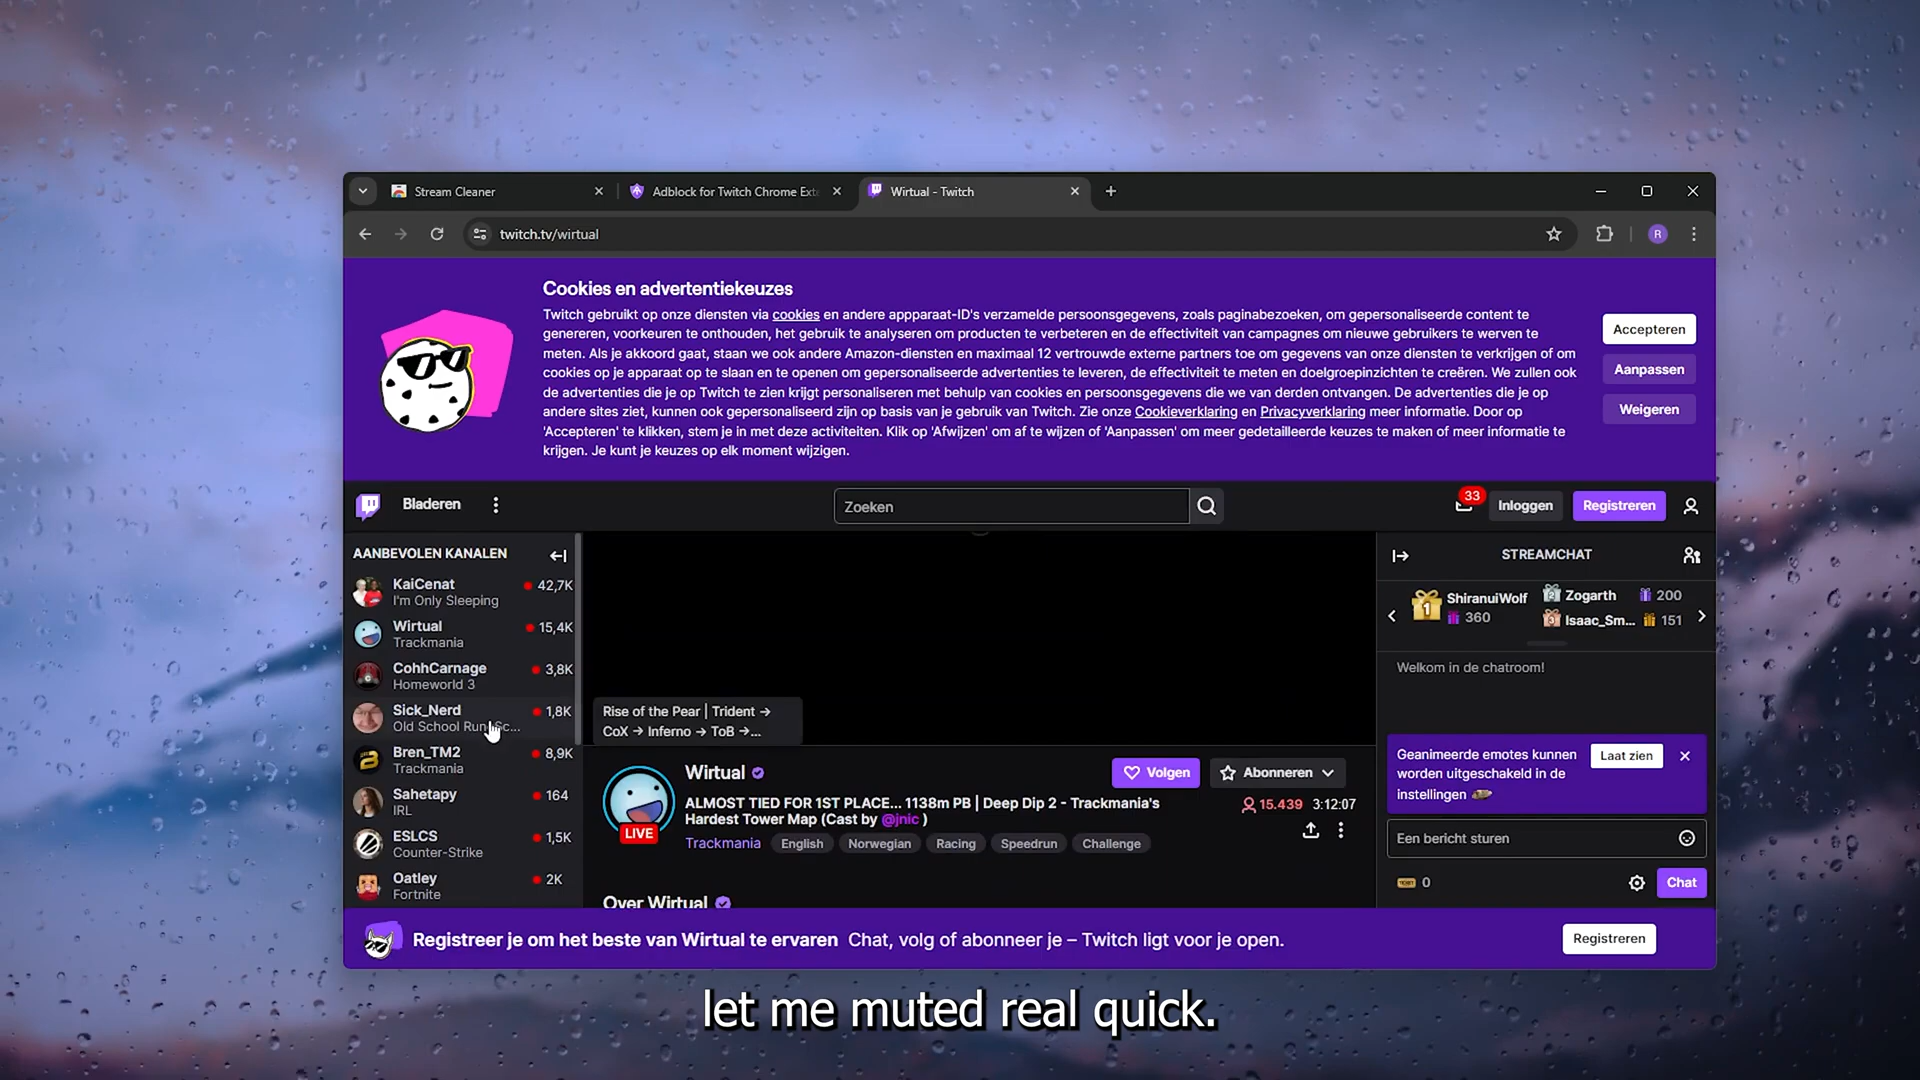 Stream Cleaner
Adblock for Twitch Chrome Ext
Wirtual - Twitch
twitch.tv/wirtual
R
Cookies en advertentiekeuzes
Twitch gebruikt op onze diensten via cookies en andere appparaat-ID's verzamelde persoonsgegevens, zoals paginabezoeken, om gepersonaliseerde content te
genereren, voorkeuren te onthouden, het gebruik te analyseren om producten te verbeteren en de effectiviteit van campagnes om nieuwe gebruikers te werven te
meten. Als je akkoord gaat, staan we ook andere Amazon-diensten en maximaal 12 vertrouwde externe partners toe om gegevens van onze diensten te verkrijgen of om
cookies op je apparaat op te slaan en te openen om gepersonaliseerde advertenties te leveren, de effectiviteit te meten en doelgroepinzichten te creëren. We zullen ook
de advertenties die je op Twitch te zien krijgt personaliseren met behulp van cookies en persoonsgegevens die we van derden ontvangen. De advertenties die je op
andere sites ziet, kunnen ook gepersonaliseerd zijn op basis van je gebruik van Twitch. Zie onze Cookieverklaring en Privacyverklaring meer informatie. Door op
'Accepteren' te klikken, stem je in met deze activiteiten. Klik op 'Afwijzen' om af te wijzen of 'Aanpassen' om meer gedetailleerde keuzes te maken of meer informatie te
krijgen. Je kunt je keuzes op elk moment wijzigen.
Accepteren
Aanpassen
Weigeren
Bladeren
Zoeken
33
Inloggen
Registreren
AANBEVOLEN KANALEN
KaiCenat
42,7K
I'm Only Sleeping
Wirtual
15,4K
Trackmania
CohhCarnage
3,8K
Homeworld 3
Sick_Nerd
1,8K
Old School RuneSc...
Bren_TM2
8,9K
Trackmania
Sahetapy
164
IRL
ESLCS
1,5K
Counter-Strike
Oatley
2K
Fortnite
Rise of the Pear | Trident →
CoX → Inferno → ToB →...
Wirtual
Volgen
Abonneren
LIVE
ALMOST TIED FOR 1ST PLACE... 1138m PB | Deep Dip 2 - Trackmania's
Hardest Tower Map (Cast by @jnic )
15.439
3:12:07
Trackmania
English
Norwegian
Racing
Speedrun
Challenge
Over Wirtual
STREAMCHAT
1
ShiranuiWolf
360
2
Zogarth
200
3
Isaac_Sm...
151
Welkom in de chatroom!
Geanimeerde emotes kunnen
worden uitgeschakeld in de
instellingen
Laat zien
Een bericht sturen
0
Chat
Registreer je om het beste van Wirtual te ervaren Chat, volg of abonneer je – Twitch ligt voor je open.
Registreren
let me muted real quick.